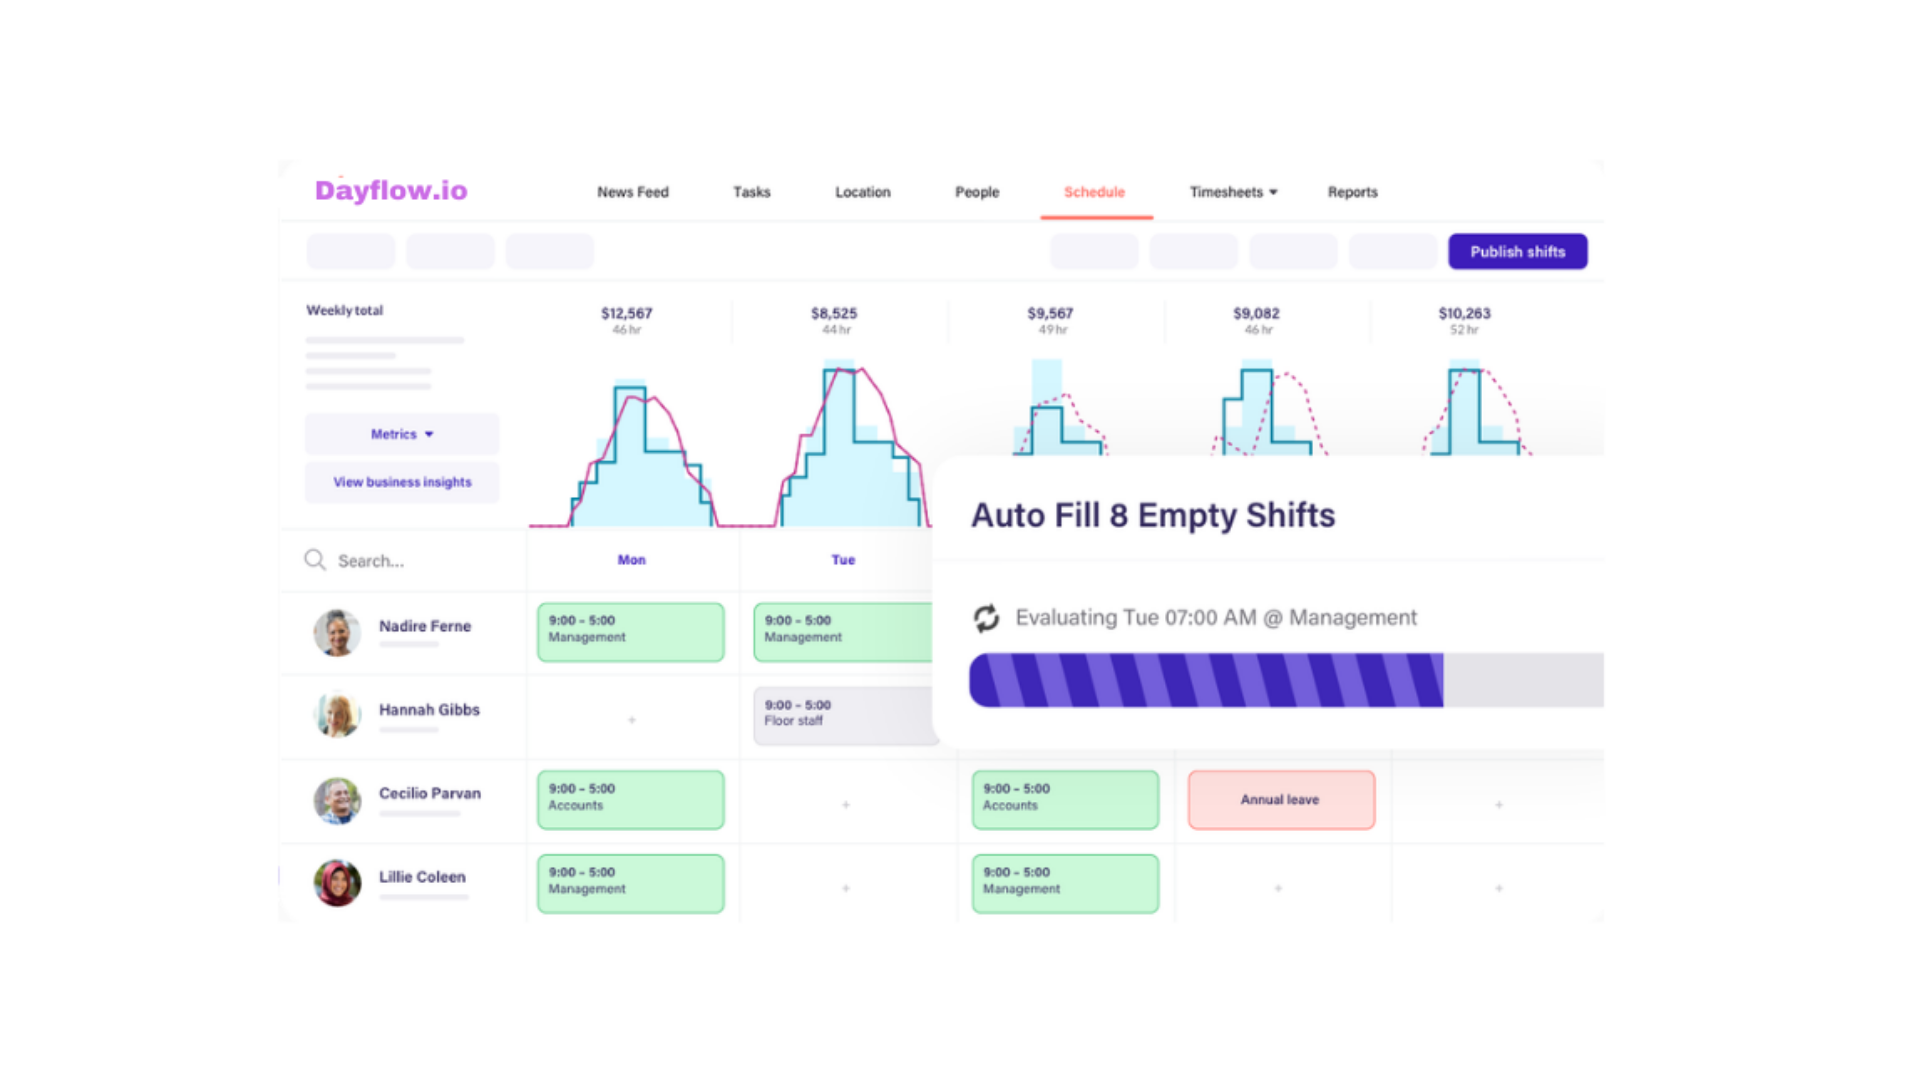 Dayflow.io
News Feed
Tasks
Location
People
Schedule
Timesheets
Reports
Publish shifts
Weekly total
$12,567
46 hr
$8,525
44 hr
$9,567
49 hr
$9,082
46 hr
$10,263
52 hr
Metrics
View business insights
Auto Fill 8 Empty Shifts
Evaluating Tue 07:00 AM @ Management
Search...
Mon
Tue
Nadire Ferne
9:00 - 5:00
Management
9:00 - 5:00
Management
Hannah Gibbs
+
9:00 - 5:00
Floor staff
Cecilio Parvan
9:00 - 5:00
Accounts
+
9:00 - 5:00
Accounts
Annual leave
+
Lillie Coleen
9:00 - 5:00
Management
+
9:00 - 5:00
Management
+
+